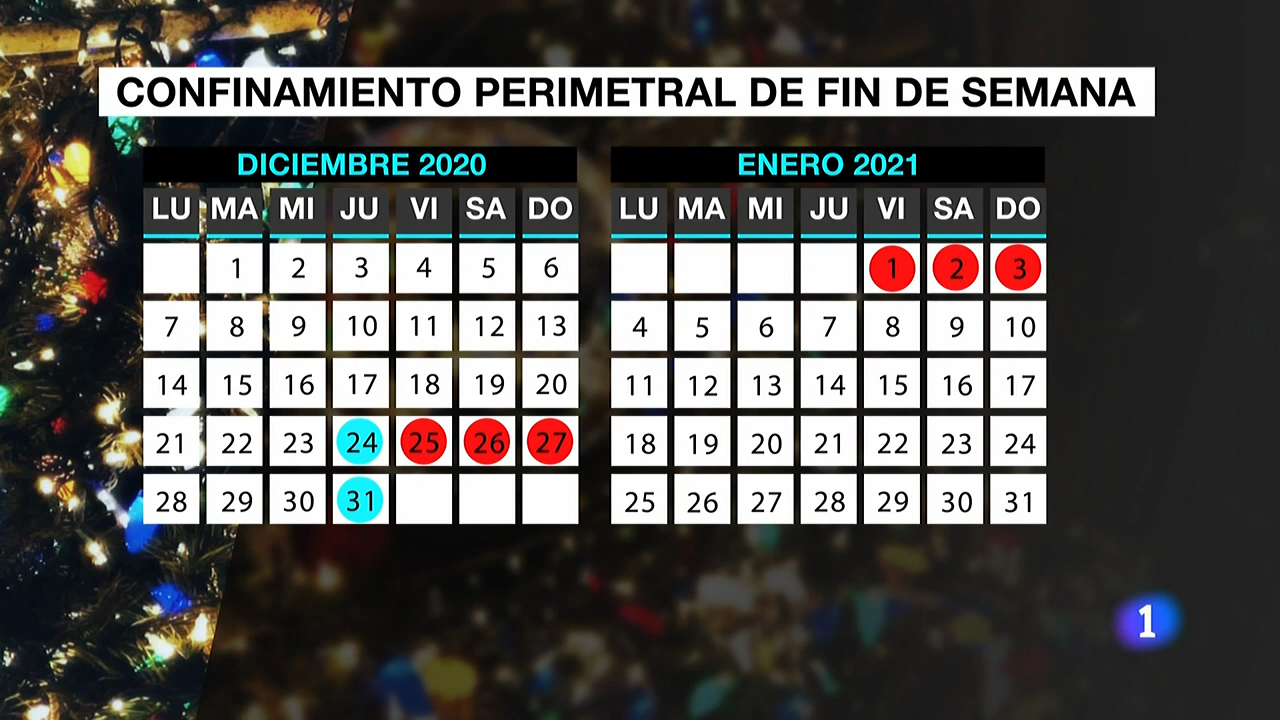 CONFINAMIENTO PERIMETRAL DE FIN DE SEMANA
DICIEMBRE 2020
LU MA MI JU VI SA DO
1 2 3 4 5 6
7 8 9 10 11 12 13
14 15 16 17 18 19 20
21 22 23 24 25 26 27
28 29 30 31
ENERO 2021
LU MA MI JU VI SA DO
1 2 3
4 5 6 7 8 9 10
11 12 13 14 15 16 17
18 19 20 21 22 23 24
25 26 27 28 29 30 31
1